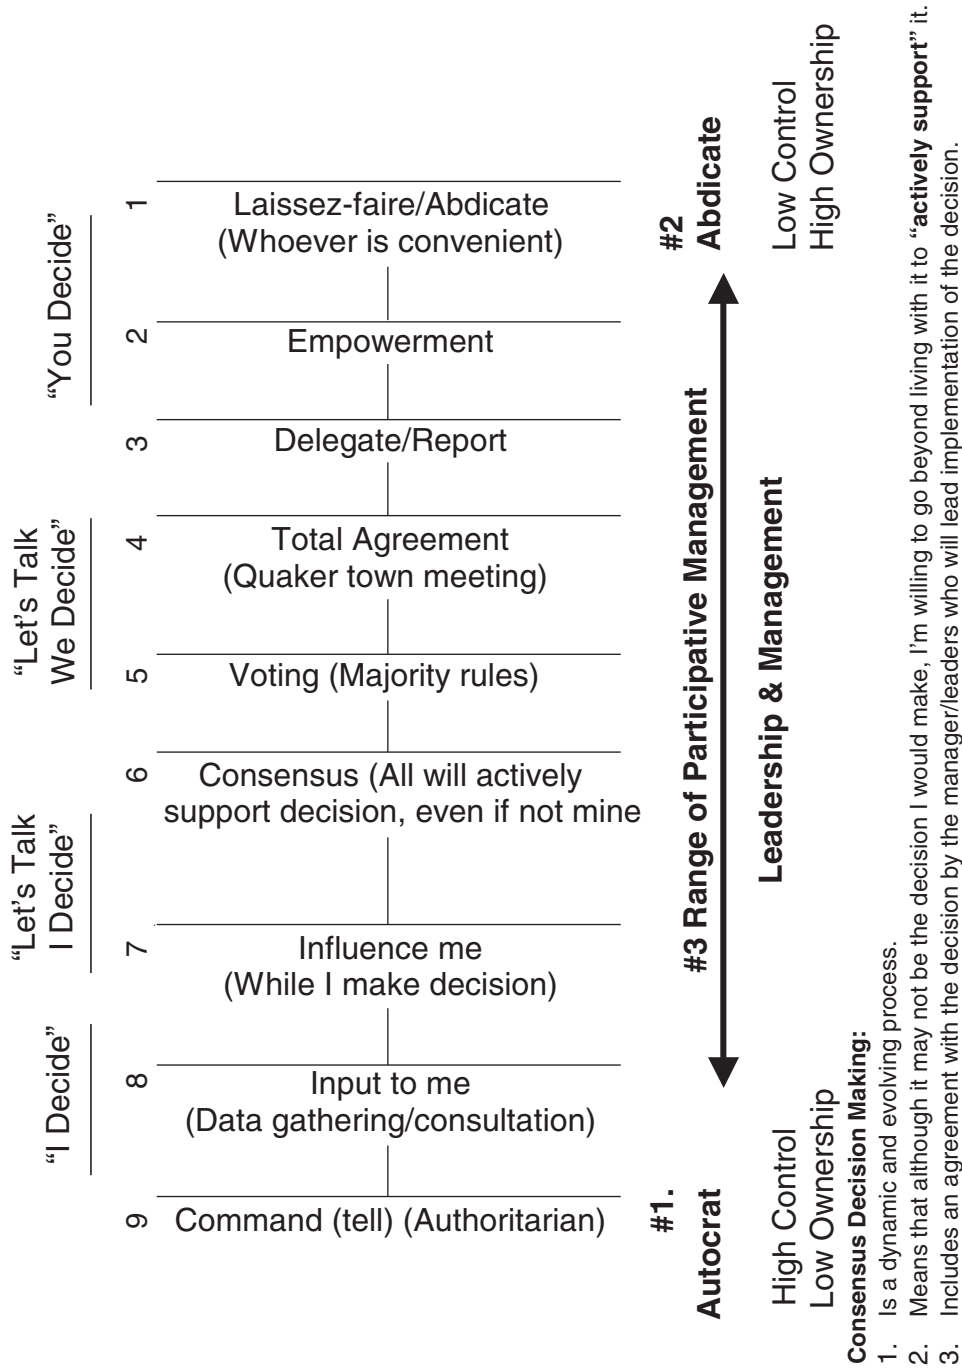 “I Decide”
“Let’s Talk
I Decide”
“Let’s Talk
We Decide”
“You Decide”
9
Command (tell) (Authoritarian)
8
Input to me
(Data gathering/consultation)
7
Influence me
(While I make decision)
6
Consensus (All will actively
support decision, even if not mine
5
Voting (Majority rules)
4
Total Agreement
(Quaker town meeting)
3
Delegate/Report
2
Empowerment
1
Laissez-faire/Abdicate
(Whoever is convenient)
#1.
Autocrat
#3 Range of Participative Management
#2
Abdicate
Leadership & Management
High Control
Low Ownership
Low Control
High Ownership
Consensus Decision Making:
1. Is a dynamic and evolving process.
2. Means that although it may not be the decision I would make, I’m willing to go beyond living with it to “actively support” it.
3. Includes an agreement with the decision by the manager/leaders who will lead implementation of the decision.